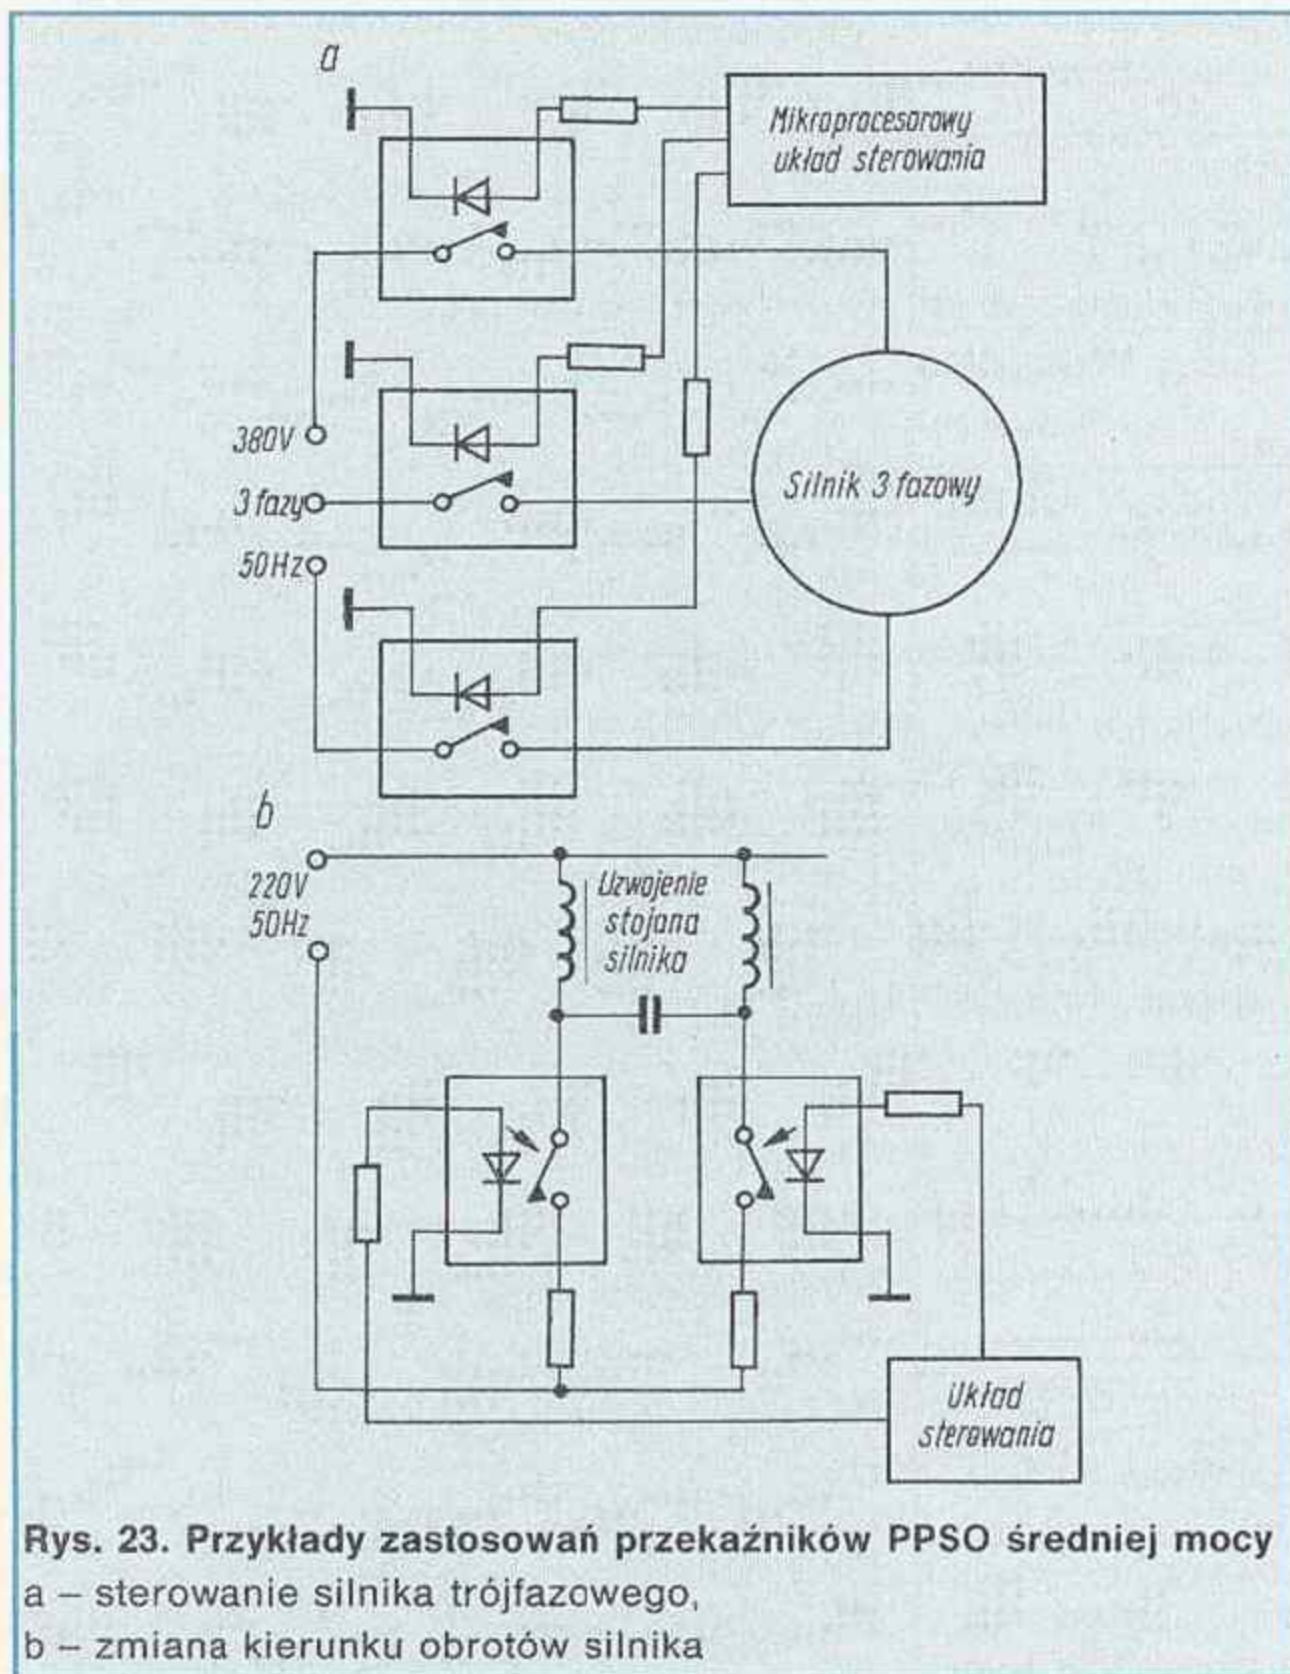 a
Mikroprocesorowy
układ sterowania
380V
3 fazy
50Hz
Silnik 3 fazowy
b
220V
50Hz
Uzwojenie
stojana
silnika
Układ
sterowania
Rys. 23. Przykłady zastosowań przekaźników PPSO średniej mocy
a – sterowanie silnika trójfazowego,
b – zmiana kierunku obrotów silnika